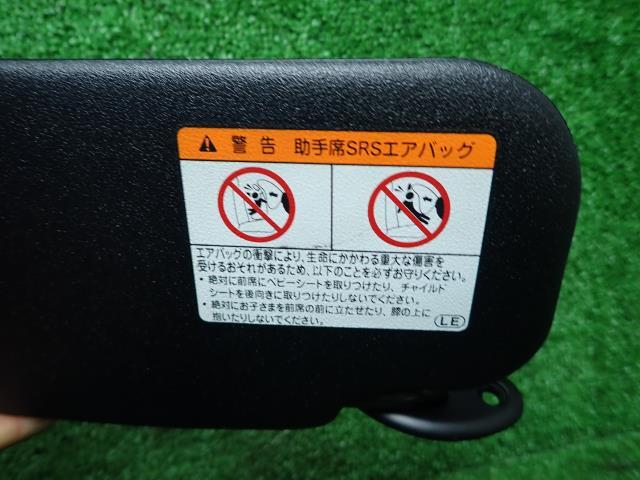 警告 助手席SRSエアバッグ
エアバッグの衝撃により、生命にかかわる重大な傷害を
受けるおそれがあるため、以下のことを必ずお守りください。
・絶対に前席にベビーシートを取りつけたり、チャイルド
シートを後向きに取りつけたりしないでください。
・絶対にお子さまを前席の前に立たせたり、膝の上に
抱いたりしないでください。
LE